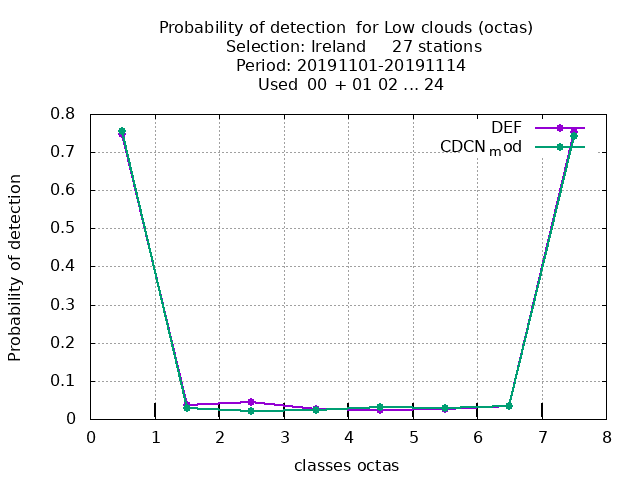 Probability of detection  for Low clouds (octas)
Selection: Ireland     27 stations
Period: 20191101-20191114
Used  00  + 01 02 ... 24
DEF
CDCNmod
Probability of detection
0.8
0.7
0.6
0.5
0.4
0.3
0.2
0.1
0
0 1 2 3 4 5 6 7 8
classes octas